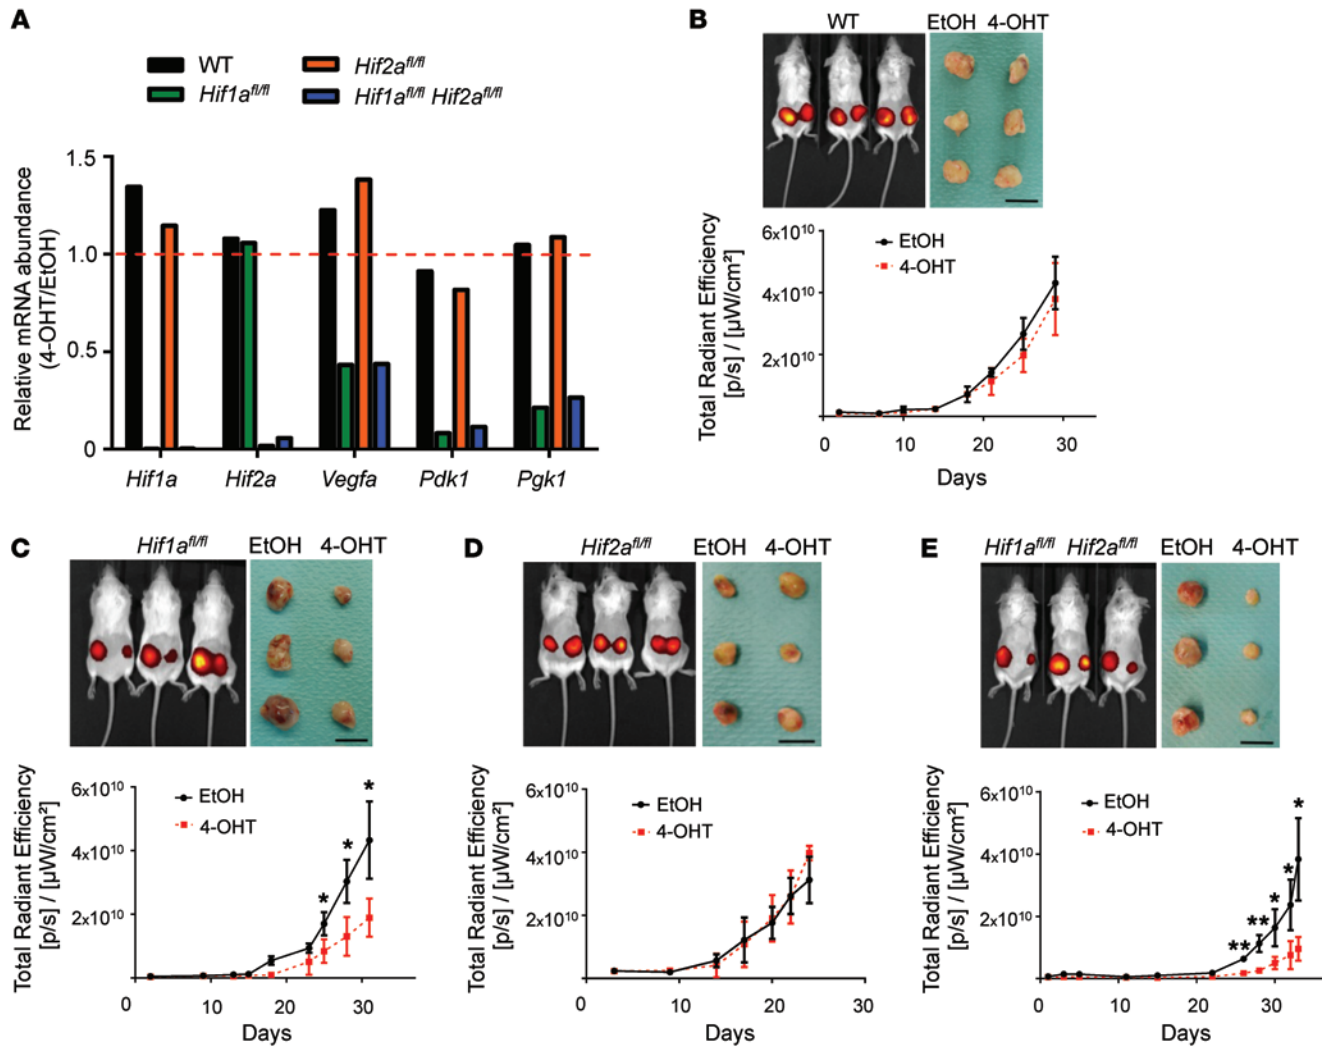 A
WT
Hif2a^fl/fl
Hif1a^fl/fl
Hif1a^fl/fl Hif2a^fl/fl
Relative mRNA abundance
(4-OHT/EtOH)
1.5
1.0
0.5
0
Hif1a Hif2a Vegfa Pdk1 Pgk1
B
WT EtOH 4-OHT
Total Radiant Efficiency
[p/s] / [µW/cm²]
6x10^10
4x10^10
2x10^10
EtOH
4-OHT
0 10 20 30
Days
C
Hif1a^fl/fl EtOH 4-OHT
Total Radiant Efficiency
[p/s] / [µW/cm²]
6x10^10
4x10^10
2x10^10
EtOH
4-OHT
* * *
0 10 20 30
Days
D
Hif2a^fl/fl EtOH 4-OHT
Total Radiant Efficiency
[p/s] / [µW/cm²]
6x10^10
4x10^10
2x10^10
EtOH
4-OHT
0 10 20 30
Days
E
Hif1a^fl/fl Hif2a^fl/fl EtOH 4-OHT
Total Radiant Efficiency
[p/s] / [µW/cm²]
6x10^10
4x10^10
2x10^10
EtOH
4-OHT
** ** * * *
0 10 20 30
Days